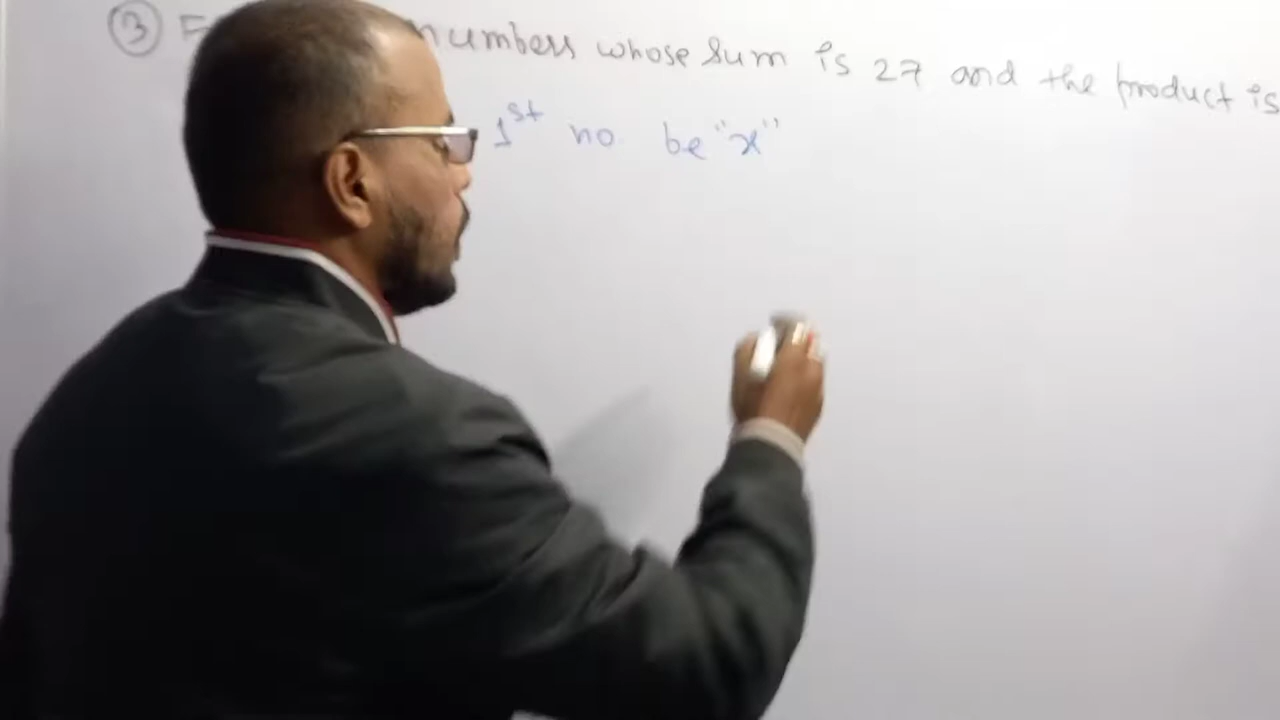 ③ numbers whose sum is 27 and the product is
1st no. be "x"